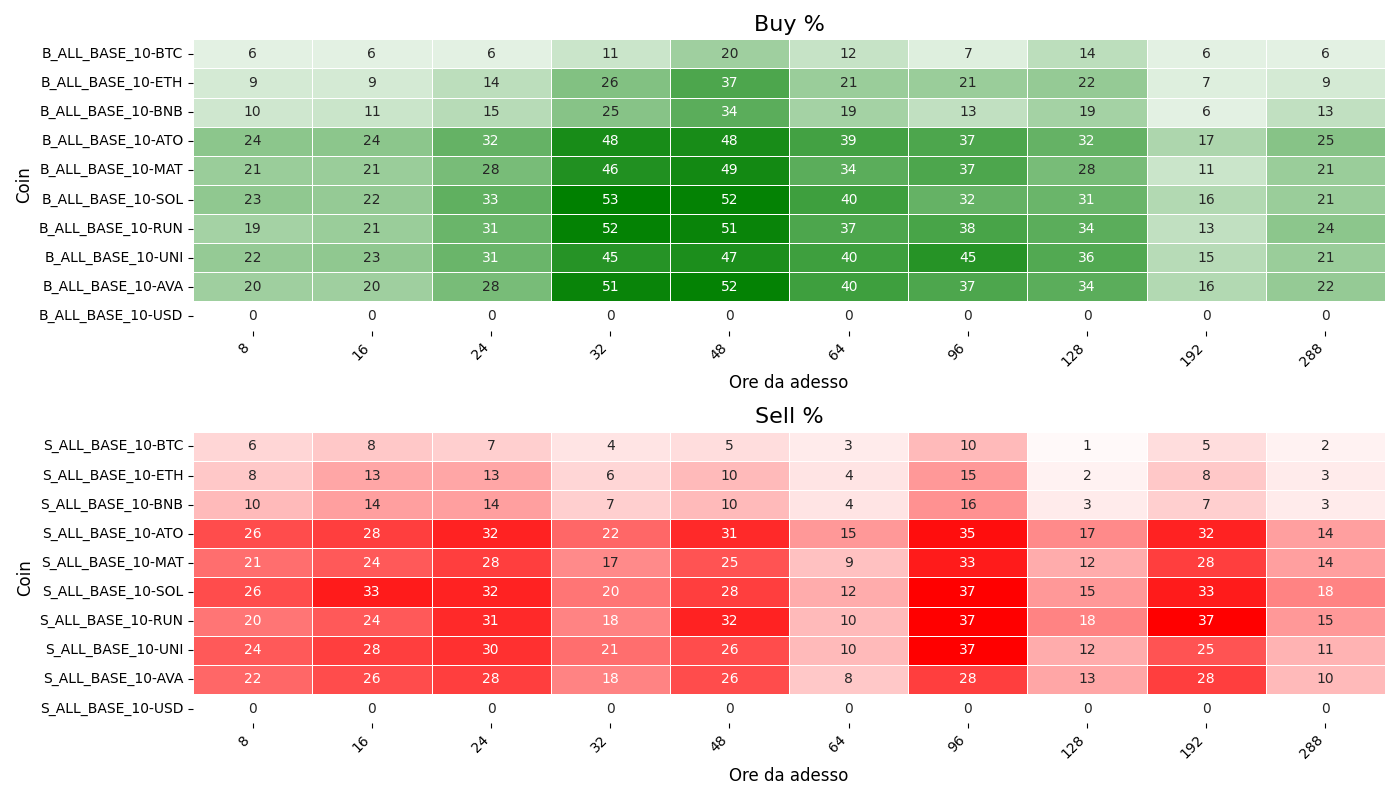 Buy %
Coin
B_ALL_BASE_10-BTC 6 6 6 11 20 12 7 14 6 6
B_ALL_BASE_10-ETH 9 9 14 26 37 21 21 22 7 9
B_ALL_BASE_10-BNB 10 11 15 25 34 19 13 19 6 13
B_ALL_BASE_10-ATO 24 24 32 48 48 39 37 32 17 25
B_ALL_BASE_10-MAT 21 21 28 46 49 34 37 28 11 21
B_ALL_BASE_10-SOL 23 22 33 53 52 40 32 31 16 21
B_ALL_BASE_10-RUN 19 21 31 52 51 37 38 34 13 24
B_ALL_BASE_10-UNI 22 23 31 45 47 40 45 36 15 21
B_ALL_BASE_10-AVA 20 20 28 51 52 40 37 34 16 22
B_ALL_BASE_10-USD 0 0 0 0 0 0 0 0 0 0
8 16 24 32 48 64 96 128 192 288
Ore da adesso
Sell %
Coin
S_ALL_BASE_10-BTC 6 8 7 4 5 3 10 1 5 2
S_ALL_BASE_10-ETH 8 13 13 6 10 4 15 2 8 3
S_ALL_BASE_10-BNB 10 14 14 7 10 4 16 3 7 3
S_ALL_BASE_10-ATO 26 28 32 22 31 15 35 17 32 14
S_ALL_BASE_10-MAT 21 24 28 17 25 9 33 12 28 14
S_ALL_BASE_10-SOL 26 33 32 20 28 12 37 15 33 18
S_ALL_BASE_10-RUN 20 24 31 18 32 10 37 18 37 15
S_ALL_BASE_10-UNI 24 28 30 21 26 10 37 12 25 11
S_ALL_BASE_10-AVA 22 26 28 18 26 8 28 13 28 10
S_ALL_BASE_10-USD 0 0 0 0 0 0 0 0 0 0
8 16 24 32 48 64 96 128 192 288
Ore da adesso